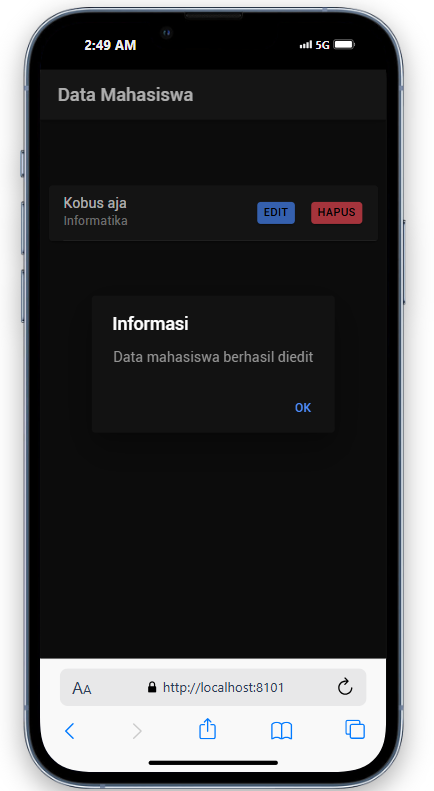 2:49 AM
5G
Data Mahasiswa
Kobus aja
Informatika
EDIT
HAPUS
Informasi
Data mahasiswa berhasil diedit
OK
AA
http://localhost:8101